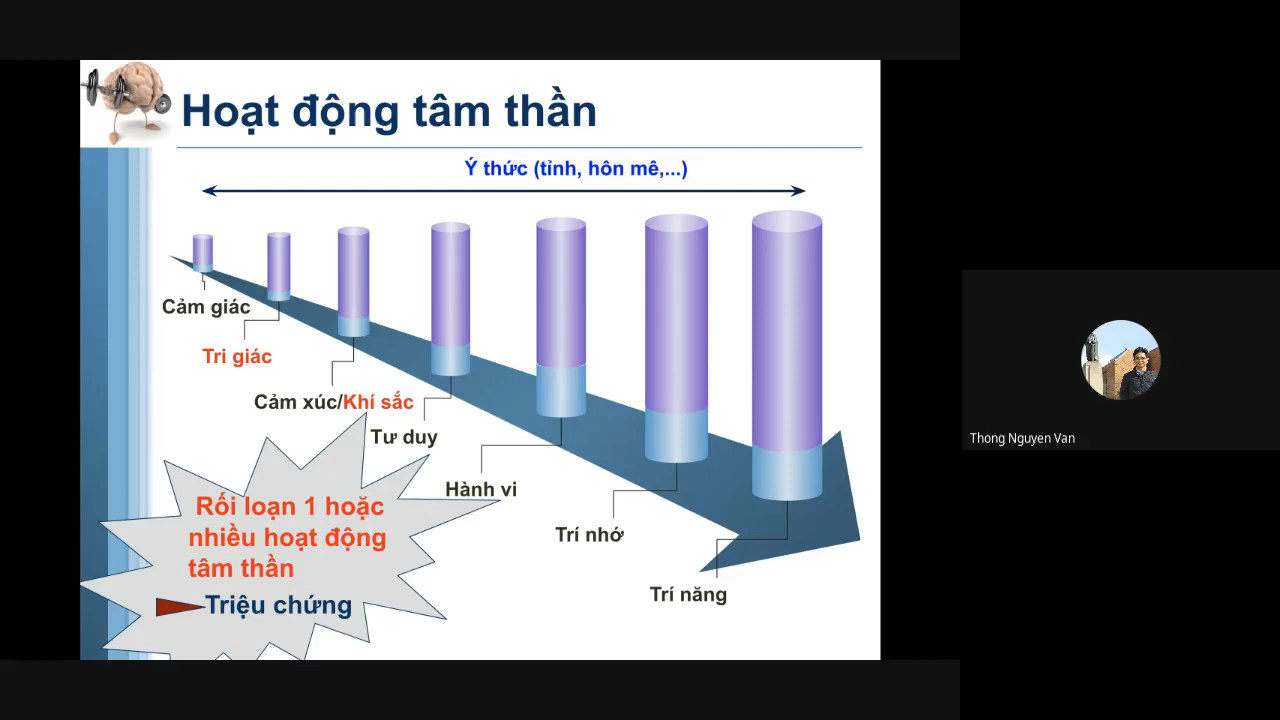 Hoạt động tâm thần
Ý thức (tỉnh, hôn mê,...)
Cảm giác
Tri giác
Cảm xúc/Khí sắc
Tư duy
Hành vi
Trí nhớ
Trí năng
Rối loạn 1 hoặc
nhiều hoạt động
tâm thần
Triệu chứng
Thong Nguyen Van